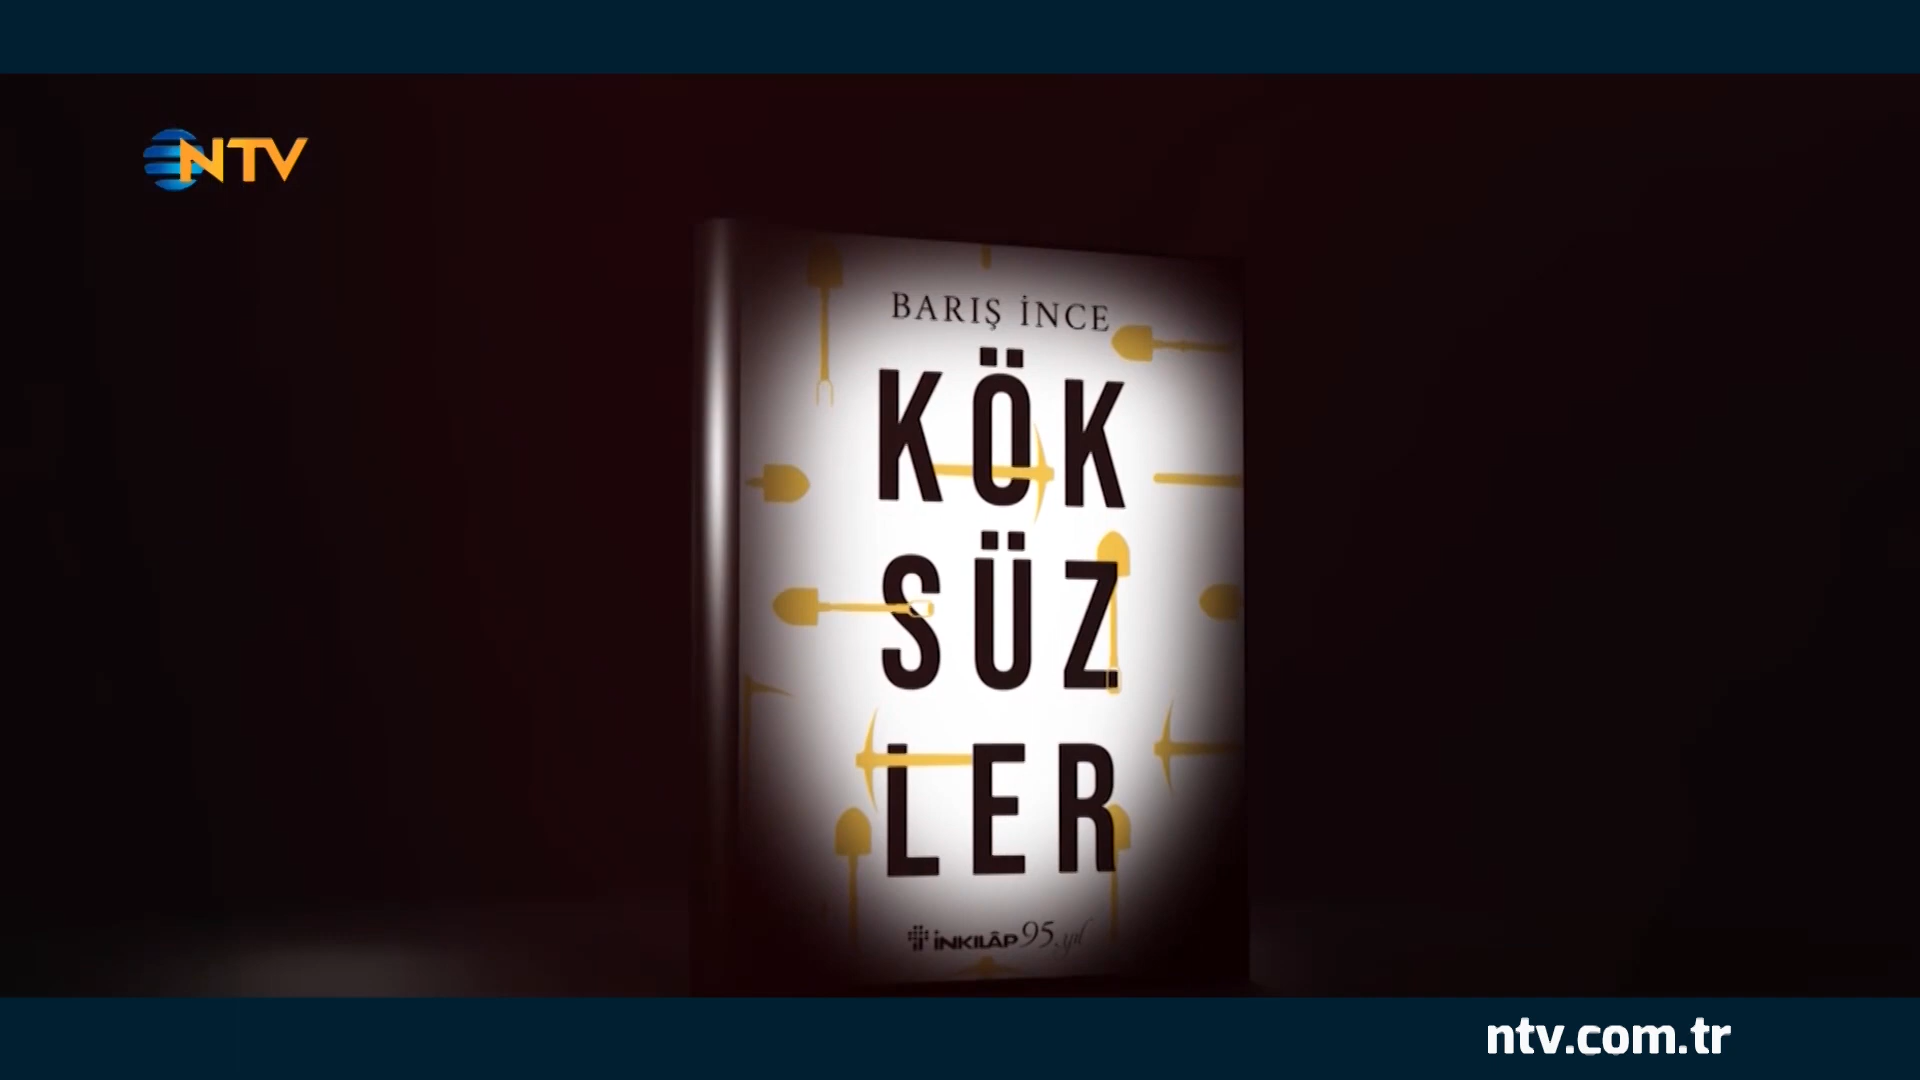 NTV
BARIŞ İNCE
KÖK
SÜZ
LER
İNKILÂP 95.yıl
ntv.com.tr